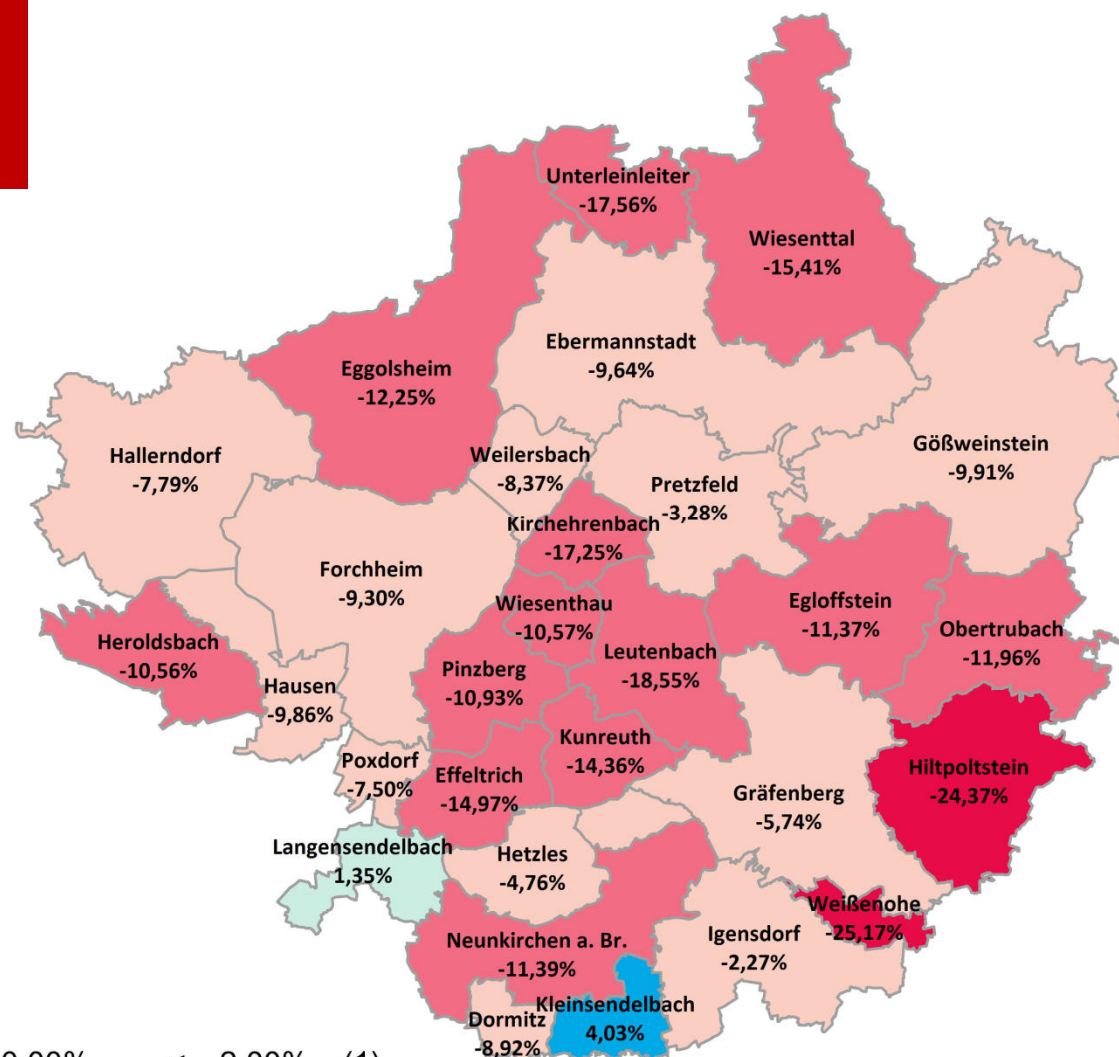 Unterleinleiter
-17,56%
Wiesenttal
-15,41%
Ebermannstadt
-9,64%
Eggolsheim
-12,25%
Gößweinstein
-9,91%
Hallerndorf
-7,79%
Weilersbach
-8,37%
Pretzfeld
-3,28%
Kirchehrenbach
-17,25%
Forchheim
-9,30%
Wiesenthau
-10,57%
Egloffstein
-11,37%
Obertrubach
-11,96%
Heroldsbach
-10,56%
Leutenbach
-18,55%
Pinzberg
-10,93%
Hausen
-9,86%
Kunreuth
-14,36%
Poxdorf
-7,50%
Effeltrich
-14,97%
Hiltpoltstein
-24,37%
Gräfenberg
-5,74%
Langensendelbach
1,35%
Hetzles
-4,76%
Weißenohe
-25,17%
Neunkirchen a. Br.
-11,39%
Igensdorf
-2,27%
Kleinsendelbach
4,03%
Dormitz
-8,92%